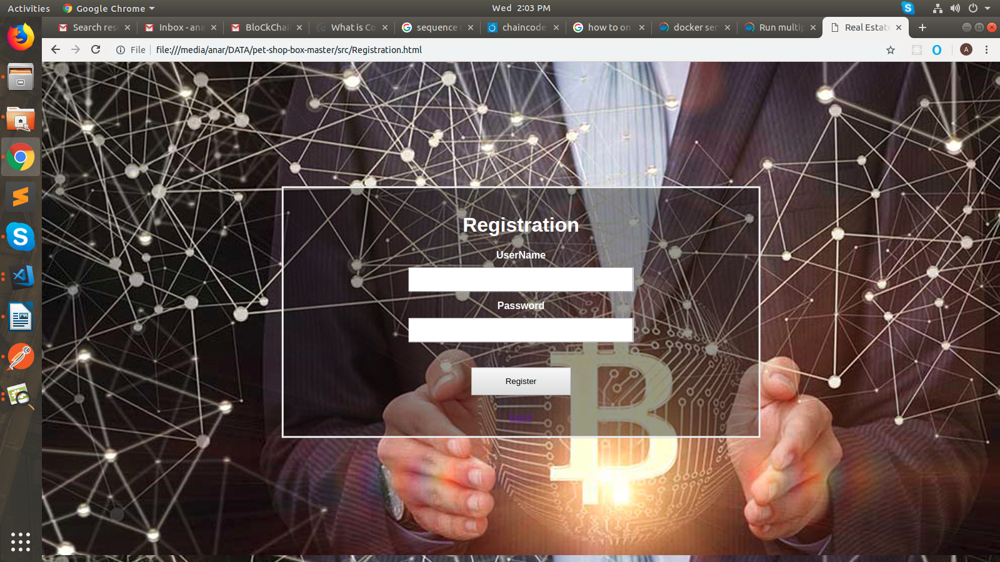 Activities Google Chrome Wed 2:03 PM
Search res Inbox - ana BloCKChai What is Co sequence chaincode how to on docker ser Run multip Real Estate
File file:///media/anar/DATA/pet-shop-box-master/src/Registration.html A
Registration
UserName
Password
Register
back